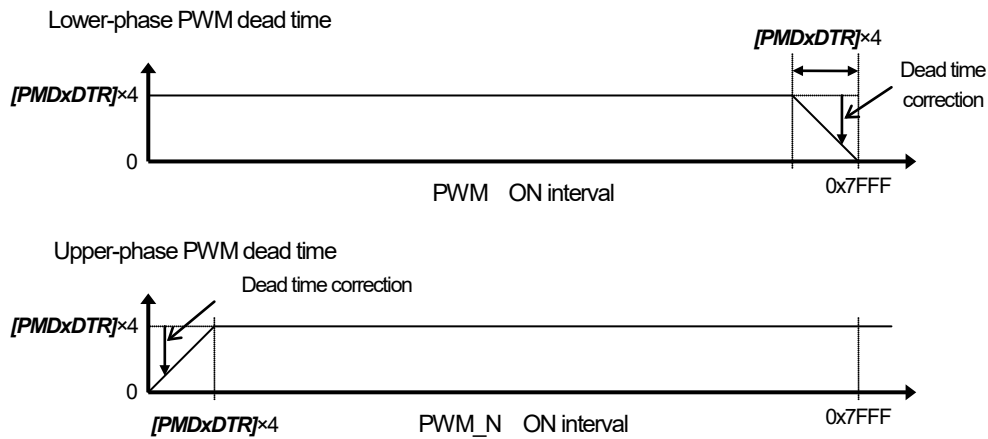 Lower-phase PWM dead time
[PMDxDTR]×4
[PMDxDTR]×4
Dead time
correction
0
PWM ON interval
0x7FFF
Upper-phase PWM dead time
Dead time correction
[PMDxDTR]×4
0
[PMDxDTR]×4
PWM_N ON interval
0x7FFF